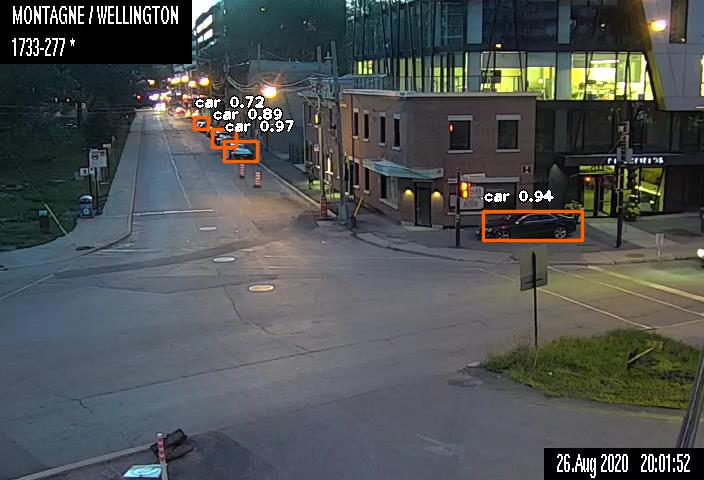 MONTAGNE / WELLINGTON
1733-277 *
car 0.72
car 0.89
car 0.97
car 0.94
26.Aug 2020 20:01:52